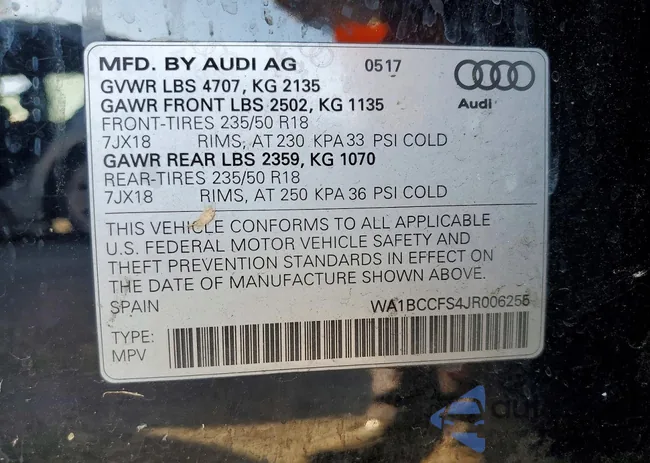 MFD. BY AUDI AG 0517
GVWR LBS 4707, KG 2135
GAWR FRONT LBS 2502, KG 1135
FRONT-TIRES 235/50 R18
7JX18 RIMS, AT 230 KPA33 PSI COLD
GAWR REAR LBS 2359, KG 1070
REAR-TIRES 235/50 R18
7JX18 RIMS, AT 250 KPA 36 PSI COLD
Audi
THIS VEHICLE CONFORMS TO ALL APPLICABLE
U.S. FEDERAL MOTOR VEHICLE SAFETY AND
THEFT PREVENTION STANDARDS IN EFFECT ON
THE DATE OF MANUFACTURE SHOWN ABOVE.
SPAIN WA1BCCFS4JR006255
TYPE:
MPV